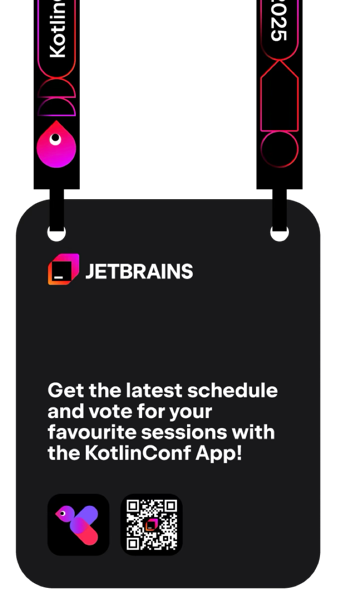 Kotlin
2025
JETBRAINS
Get the latest schedule
and vote for your
favourite sessions with
the KotlinConf App!